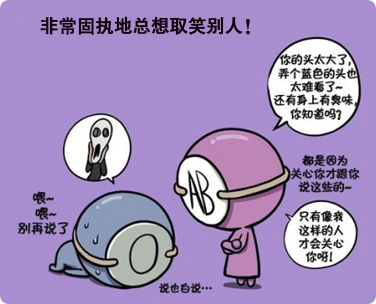 非常固执地总想取笑别人!
你的头太大了,
弄个蓝色的头也
太难看了~
还有身上有臭味,
你知道吗?
都是因为
关心你才跟你
说这些的~
AB
喂~
喂~
别再说了
O
只有像我
这样的人
才会关心
你呀!
说也白说…